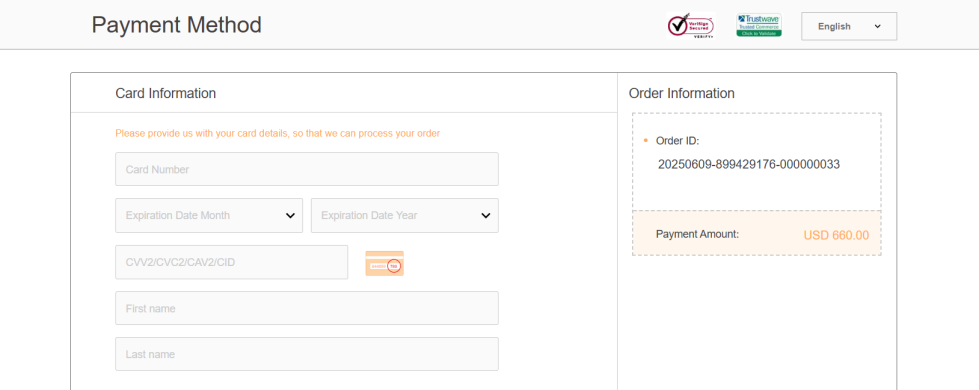 Payment Method
VeriSign
Secured
VERIFY›
Trustwave
Trusted Commerce
Click to Validate
English
Card Information
Order Information
Please provide us with your card details, so that we can process your order
Order ID:
Card Number
20250609-899429176-000000033
Expiration Date Month
Expiration Date Year
Payment Amount:
USD 660.00
CVV2/CVC2/CAV2/CID
First name
Last name